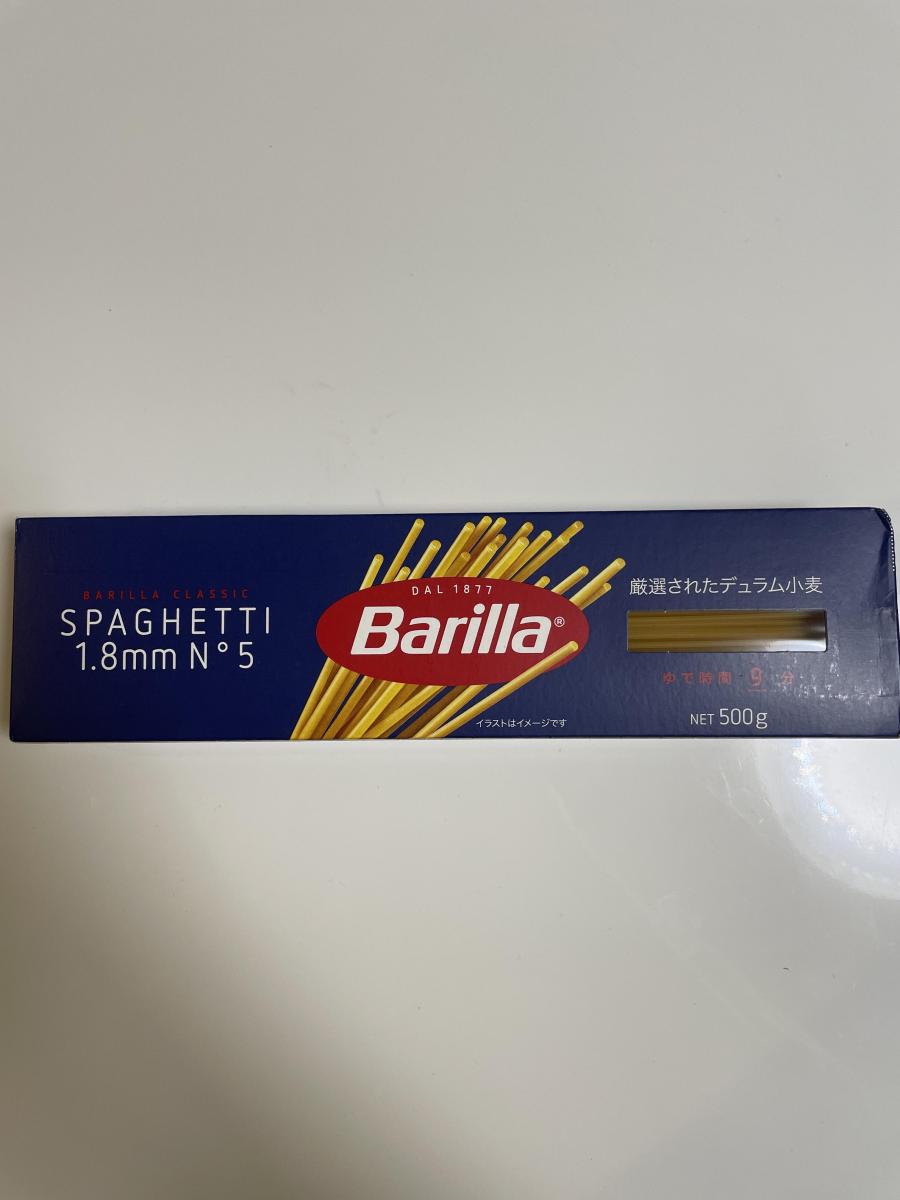 BARILLA CLASSIC
SPAGHETTI
1.8mm N° 5
DAL 1877
Barilla®
イラストはイメージです
厳選されたデュラム小麦
ゆで時間 9 分
NET 500g